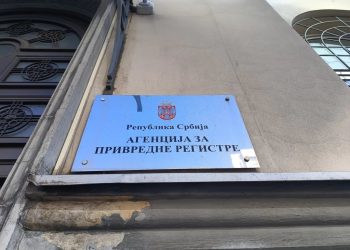 Република Србија
АГЕНЦИЈА ЗА
ПРИВРЕДНЕ РЕГИСТРЕ